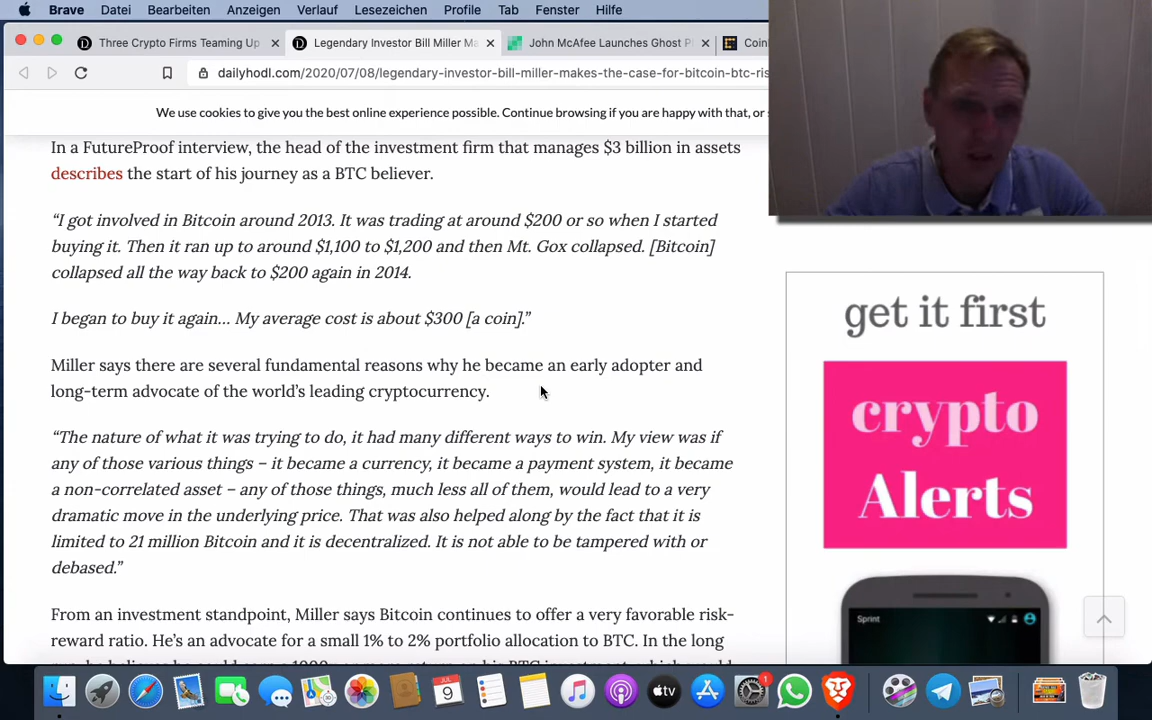 Brave Datei Bearbeiten Anzeigen Verlauf Lesezeichen Profile Tab Fenster Hilfe
Three Crypto Firms Teaming Up
Legendary Investor Bill Miller Ma
John McAfee Launches Ghost P
Coin
dailyhodl.com/2020/07/08/legendary-investor-bill-miller-makes-the-case-for-bitcoin-btc-ris
We use cookies to give you the best online experience possible. Continue browsing if you are happy with that, or
In a FutureProof interview, the head of the investment firm that manages $3 billion in assets
describes the start of his journey as a BTC believer.
“I got involved in Bitcoin around 2013. It was trading at around $200 or so when I started
buying it. Then it ran up to around $1,100 to $1,200 and then Mt. Gox collapsed. [Bitcoin]
collapsed all the way back to $200 again in 2014.
I began to buy it again… My average cost is about $300 [a coin].”
Miller says there are several fundamental reasons why he became an early adopter and
long-term advocate of the world’s leading cryptocurrency.
“The nature of what it was trying to do, it had many different ways to win. My view was if
any of those various things – it became a currency, it became a payment system, it became
a non-correlated asset – any of those things, much less all of them, would lead to a very
dramatic move in the underlying price. That was also helped along by the fact that it is
limited to 21 million Bitcoin and it is decentralized. It is not able to be tampered with or
debased.”
From an investment standpoint, Miller says Bitcoin continues to offer a very favorable risk-
reward ratio. He’s an advocate for a small 1% to 2% portfolio allocation to BTC. In the long
get it first
crypto
Alerts
Sprint
JUL
9
tv
1